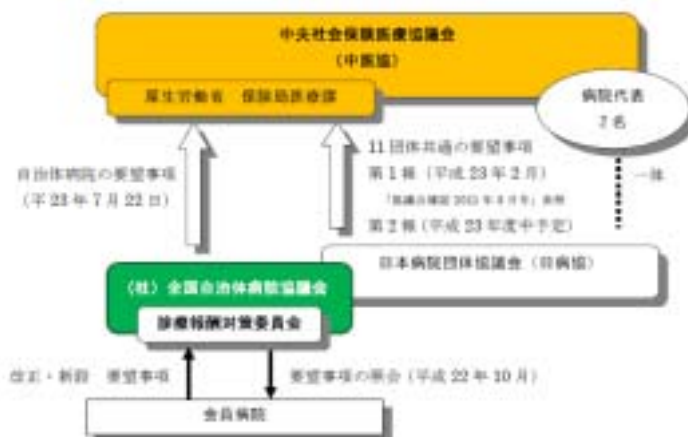 中央社会保険医療協議会
(中医協)
厚生労働省 保険局医療課
病院代表
2名
11団体共通の要望事項
自治体病院の要望事項
第1報 (平成23年2月)
一体
(平23年7月22日)
第2報 (平成23年度中予定)
日本病院団体協議会 (日病協)
(社) 全国自治体病院協議会
診療報酬対策委員会
改正・新設 要望事項
要望事項の照会 (平成22年10月)
会員病院